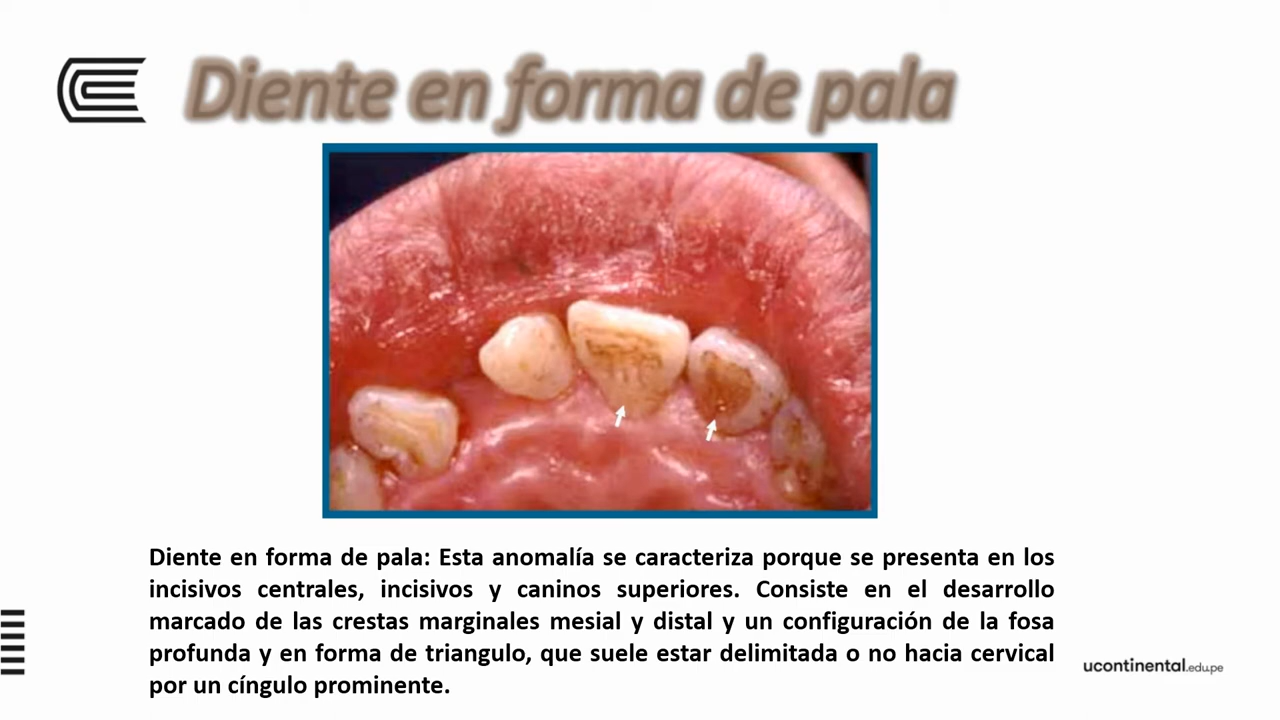 Diente en forma de pala
Diente en forma de pala: Esta anomalía se caracteriza porque se presenta en los
incisivos centrales, incisivos y caninos superiores. Consiste en el desarrollo
marcado de las crestas marginales mesial y distal y un configuración de la fosa
profunda y en forma de triangulo, que suele estar delimitada o no hacia cervical
por un cíngulo prominente.
ucontinental.edu.pe